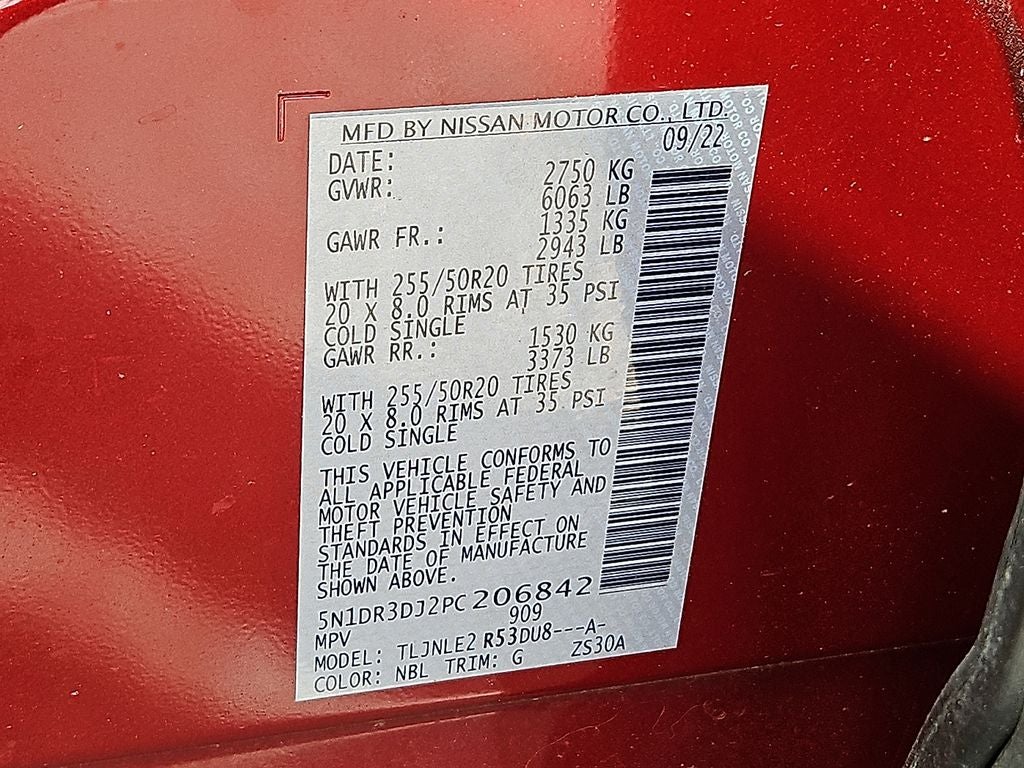 MFD BY NISSAN MOTOR CO., LTD.
DATE: 09/22
GVWR: 2750 KG
6063 LB
GAWR FR.: 1335 KG
2943 LB
WITH 255/50R20 TIRES
20 X 8.0 RIMS AT 35 PSI
COLD SINGLE
GAWR RR.: 1530 KG
3373 LB
WITH 255/50R20 TIRES
20 X 8.0 RIMS AT 35 PSI
COLD SINGLE
THIS VEHICLE CONFORMS TO
ALL APPLICABLE FEDERAL
MOTOR VEHICLE SAFETY AND
THEFT PREVENTION
STANDARDS IN EFFECT ON
THE DATE OF MANUFACTURE
SHOWN ABOVE.
5N1DR3DJ2PC206842
MPV 909
MODEL: TLJNLE2 R53DU8---A-
COLOR: NBL TRIM: G ZS30A